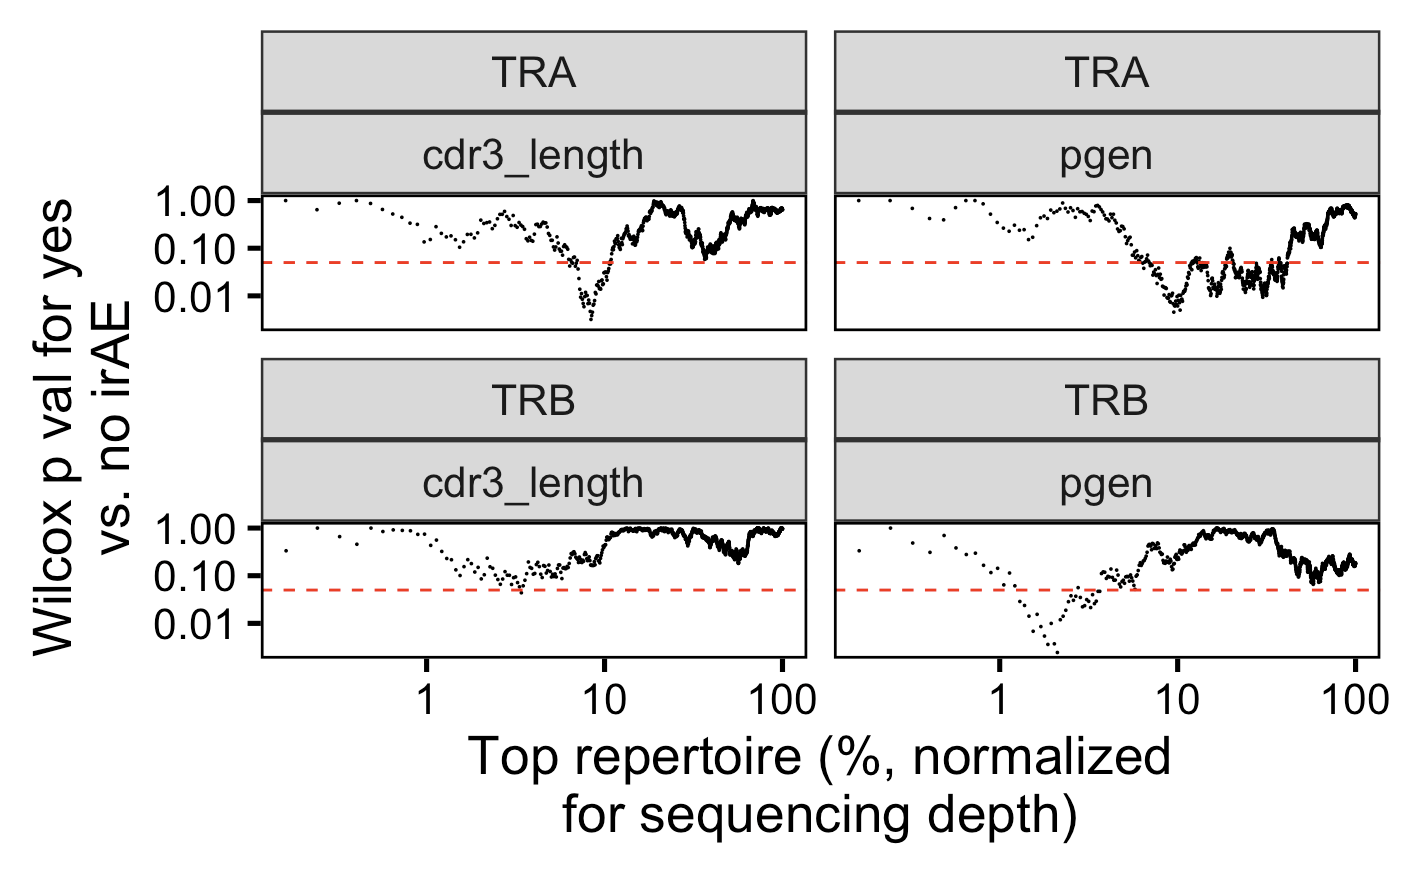 TRA
TRA
cdr3_length
pgen
1.00
0.10
0.01
TRB
TRB
cdr3_length
pgen
1.00
0.10
0.01
1
10
100
1
10
100
Wilcox p val for yes
vs. no irAE
Top repertoire (%, normalized
for sequencing depth)